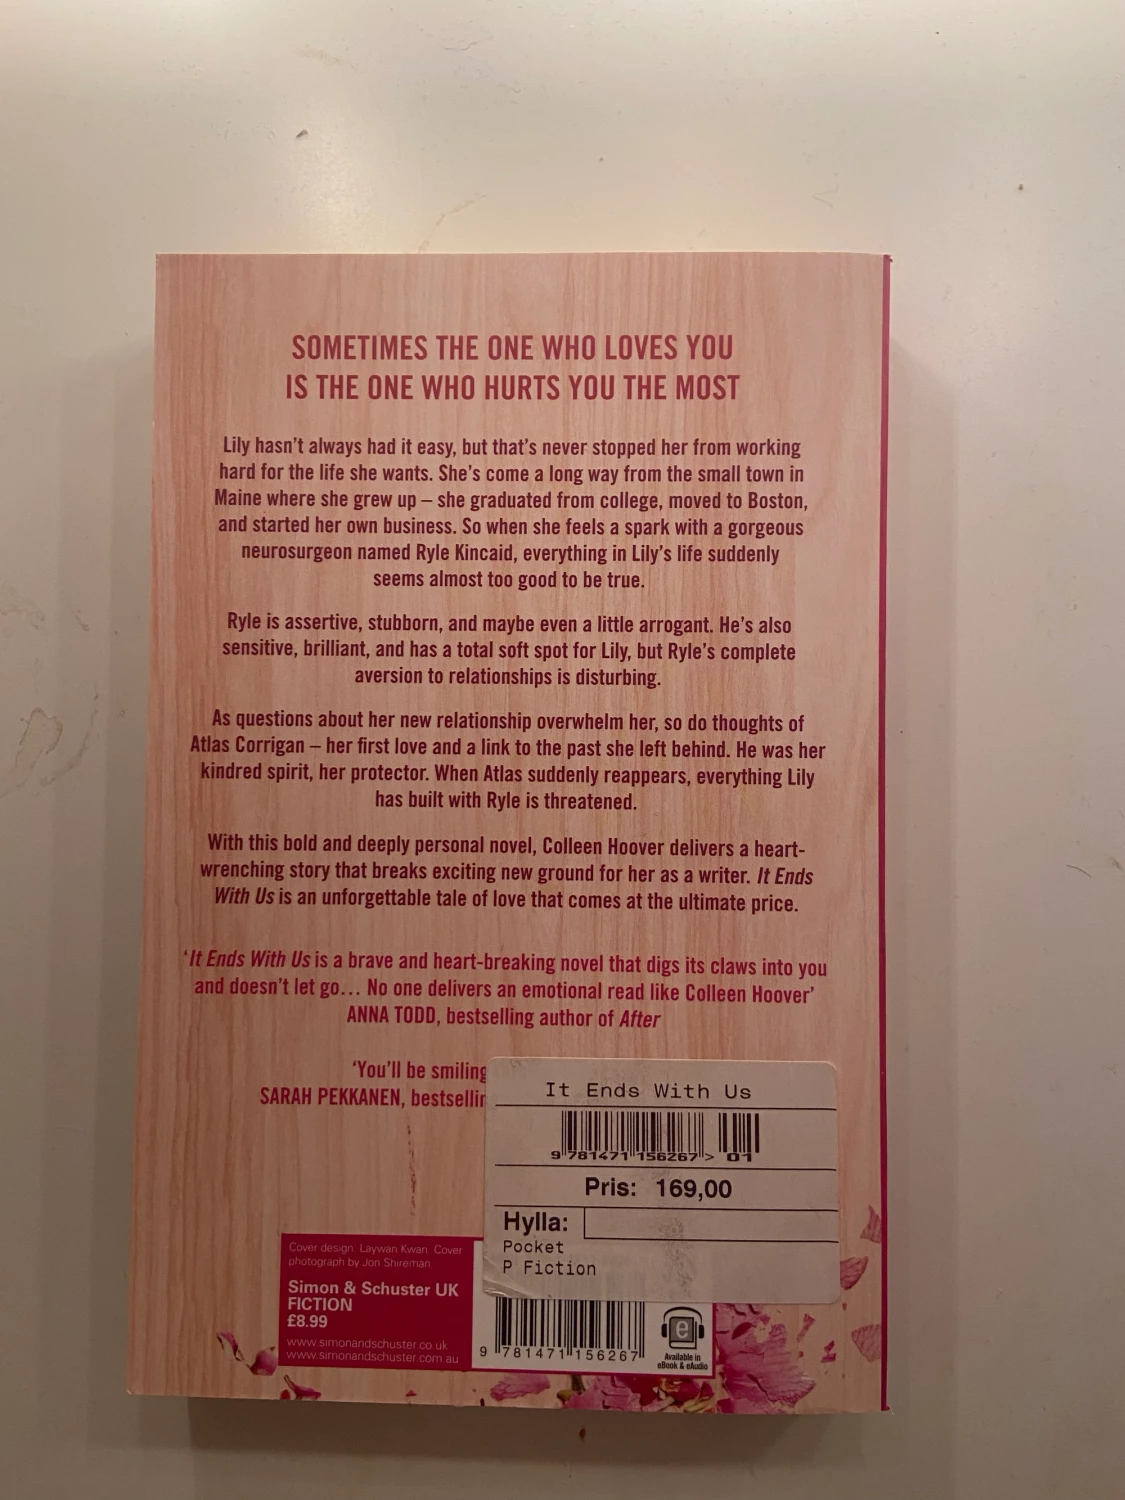 SOMETIMES THE ONE WHO LOVES YOU
IS THE ONE WHO HURTS YOU THE MOST
Lily hasn't always had it easy, but that's never stopped her from working
hard for the life she wants. She's come a long way from the small town in
Maine where she grew up – she graduated from college, moved to Boston,
and started her own business. So when she feels a spark with a gorgeous
neurosurgeon named Ryle Kincaid, everything in Lily's life suddenly
seems almost too good to be true.
Ryle is assertive, stubborn, and maybe even a little arrogant. He's also
sensitive, brilliant, and has a total soft spot for Lily, but Ryle's complete
aversion to relationships is disturbing.
As questions about her new relationship overwhelm her, so do thoughts of
Atlas Corrigan – her first love and a link to the past she left behind. He was her
kindred spirit, her protector. When Atlas suddenly reappears, everything Lily
has built with Ryle is threatened.
With this bold and deeply personal novel, Colleen Hoover delivers a heart-
wrenching story that breaks exciting new ground for her as a writer. It Ends
With Us is an unforgettable tale of love that comes at the ultimate price.
'It Ends With Us is a brave and heart-breaking novel that digs its claws into you
and doesn't let go… No one delivers an emotional read like Colleen Hoover'
ANNA TODD, bestselling author of After
'You'll be smiling
SARAH PEKKANEN, bestsellin
It Ends With Us
9 781471 156267 > 01
Pris: 169,00
Hylla:
Pocket
P Fiction
Cover design: Laywan Kwan Cover
photograph by Jon Shireman
Simon & Schuster UK
FICTION
£8.99
www.simonandschuster.co.uk
www.simonandschuster.com.au
9 781471 156267
e
Available in
eBook & eAudio